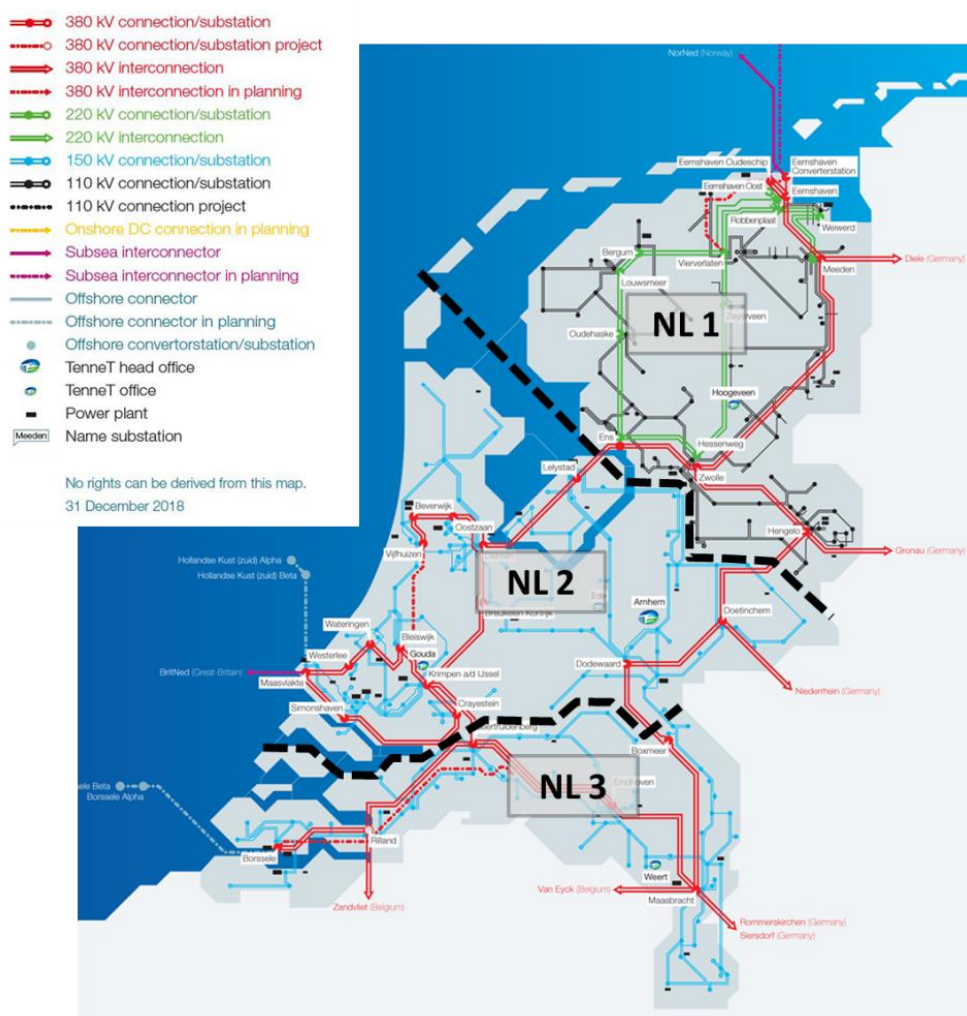 380 kV connection/substation
380 kV connection/substation project
380 kV interconnection
380 kV interconnection in planning
220 kV connection/substation
220 kV interconnection
150 kV connection/substation
110 kV connection/substation
110 kV connection project
Onshore DC connection in planning
Subsea interconnector
Subsea interconnector in planning
Offshore connector
Offshore connector in planning
Offshore convertorstation/substation
TenneT head office
TenneT office
Power plant
Meeden Name substation
No rights can be derived from this map.
31 December 2018
NorNed (Norway)
Eemshaven Oudeschip
Eemshaven
Converterstation
Eemshaven Oost
Eemshaven
Robbenplaat
Weiwerd
Bergum
Vierverlaten
Meeden
Diele (Germany)
Louwsmeer
NL 1
Zeyerveen
Oudehaske
Hoogeveen
Ens
Hessenweg
Lelystad
Zwolle
Beverwijk
Oostzaan
Hengelo
Vijfhuizen
Gronau (Germany)
Hollandse Kust (zuid) Alpha
Hollandse Kust (zuid) Beta
NL 2
Ede
Arnhem
Breukelen Kortrijk
Doetinchem
Wateringen
Bleiswijk
Westerlee
Gouda
BritNed (Great-Britain)
Maasvlakte
Krimpen a/d IJssel
Dodewaard
Niederrhein (Germany)
Simonshaven
Crayestein
eertruidenberg
Boxmeer
NL 3
Eindhoven
sele Beta
Borssele Alpha
Borssele
Rilland
Weert
Van Eyck (Belgium)
Maasbracht
Zandvliet (Belgium)
Rommerskirchen (Germany)
Siersdorf (Germany)